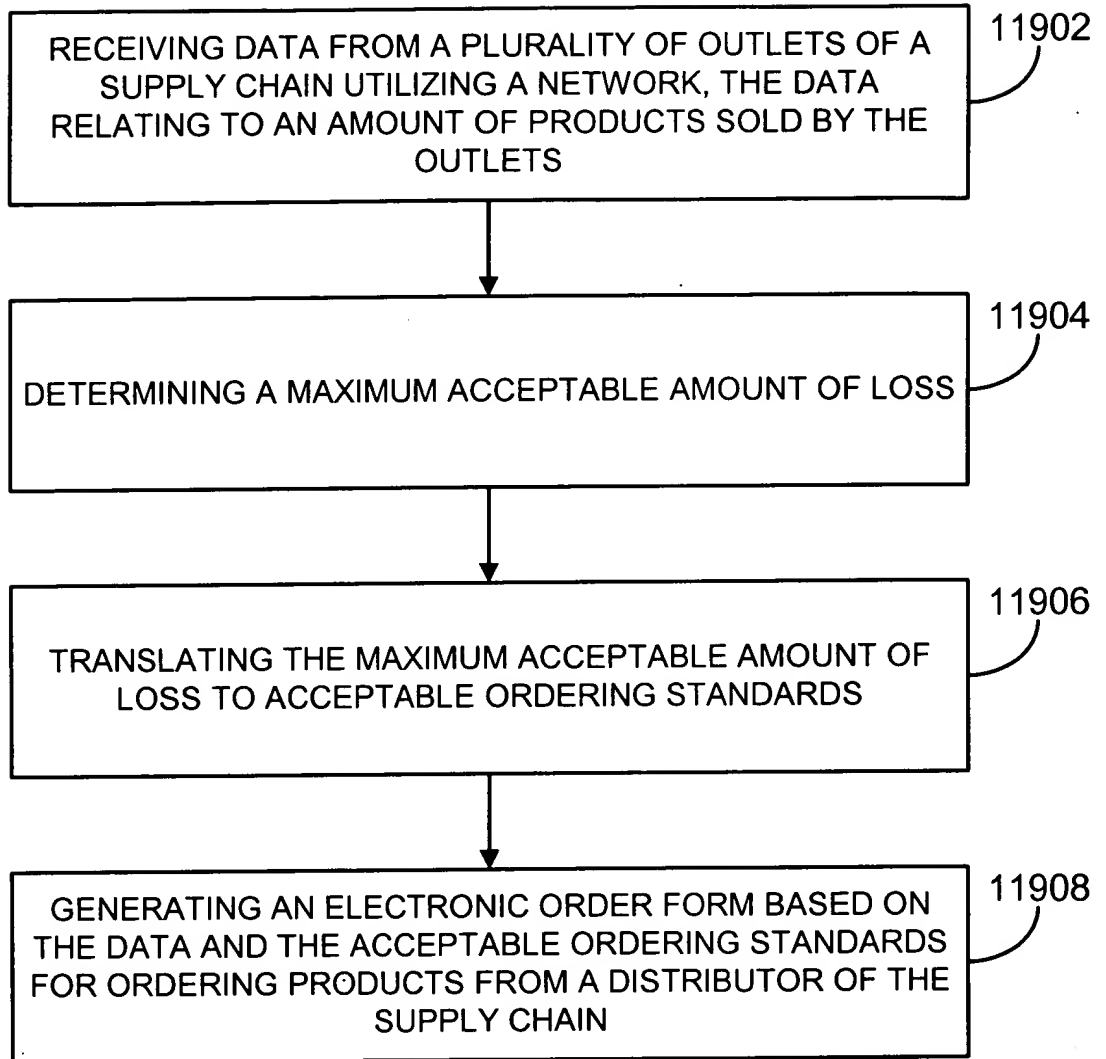 RECEIVING DATA FROM A PLURALITY OF OUTLETS OF A
SUPPLY CHAIN UTILIZING A NETWORK, THE DATA
RELATING TO AN AMOUNT OF PRODUCTS SOLD BY THE
OUTLETS
11902
DETERMINING A MAXIMUM ACCEPTABLE AMOUNT OF LOSS
11904
TRANSLATING THE MAXIMUM ACCEPTABLE AMOUNT OF
LOSS TO ACCEPTABLE ORDERING STANDARDS
11906
GENERATING AN ELECTRONIC ORDER FORM BASED ON
THE DATA AND THE ACCEPTABLE ORDERING STANDARDS
FOR ORDERING PRODUCTS FROM A DISTRIBUTOR OF THE
SUPPLY CHAIN
11908